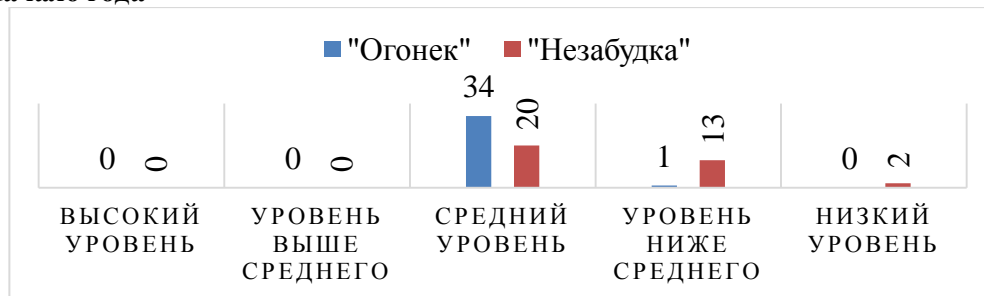 "Огонек" "Незабудка"
34
20
13
0 0 0 0 1 0 2
ВЫСОКИЙ УРОВЕНЬ
УРОВЕНЬ ВЫШЕ СРЕДНЕГО
СРЕДНИЙ УРОВЕНЬ
УРОВЕНЬ НИЖЕ СРЕДНЕГО
НИЗКИЙ УРОВЕНЬ